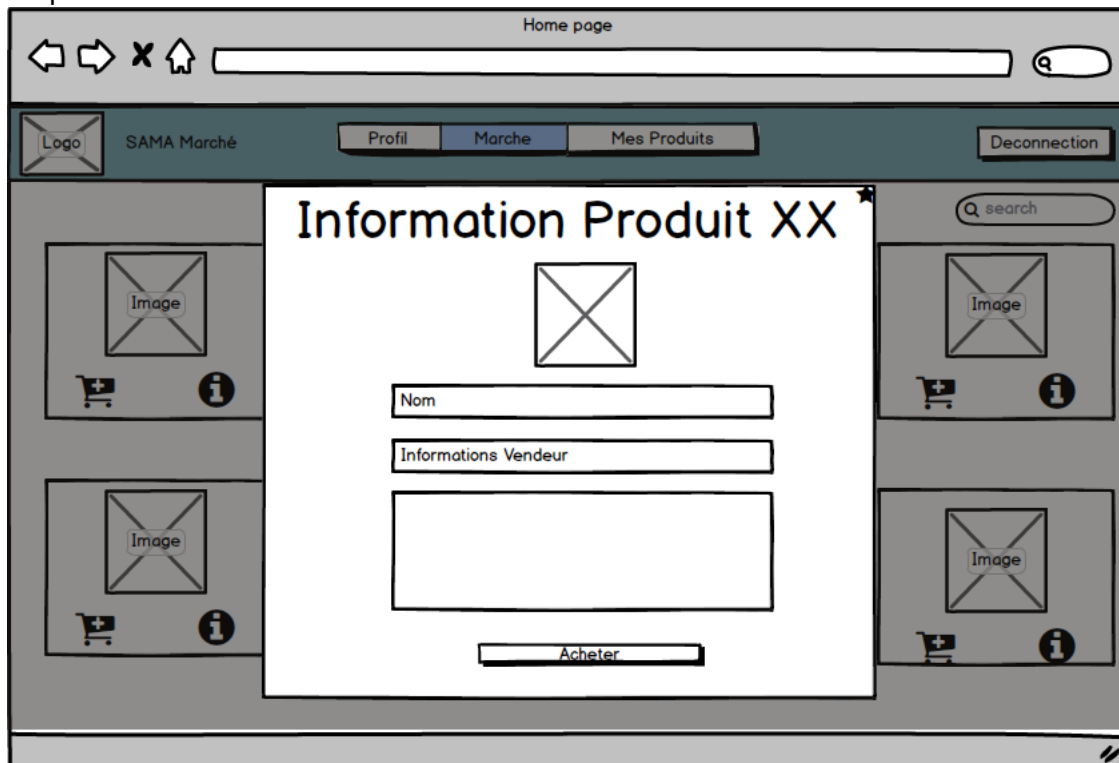 Home page
Logo
SAMA Marché
Profil
Marche
Mes Produits
Deconnection
Information Produit XX
search
Image
Image
Nom
Informations Vendeur
Image
Image
Acheter